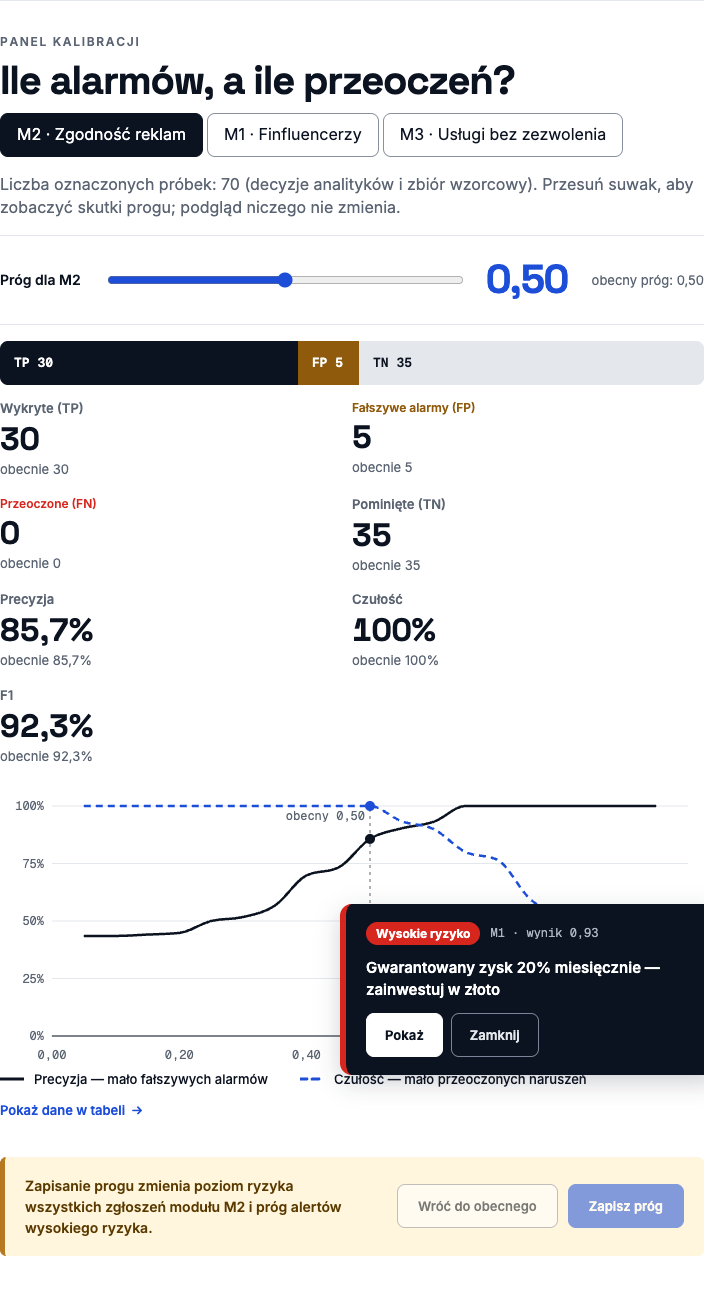 PANEL KALIBRACJI
Ile alarmów, a ile przeoczeń?
M2 · Zgodność reklam
M1 · Finfluencerzy
M3 · Usługi bez zezwolenia
Liczba oznaczonych próbek: 70 (decyzje analityków i zbiór wzorcowy). Przesuń suwak, aby
zobaczyć skutki progu; podgląd niczego nie zmienia.
Próg dla M2
0,50
obecny próg: 0,50
TP 30
FP 5
TN 35
Wykryte (TP)
30
obecnie 30
Fałszywe alarmy (FP)
5
obecnie 5
Przeoczone (FN)
0
obecnie 0
Pominięte (TN)
35
obecnie 35
Precyzja
85,7%
obecnie 85,7%
Czułość
100%
obecnie 100%
F1
92,3%
obecnie 92,3%
100%
75%
50%
25%
0%
obecny 0,50
0,00
0,20
0,40
Wysokie ryzyko
M1 · wynik 0,93
Gwarantowany zysk 20% miesięcznie —
zainwestuj w złoto
Pokaż
Zamknij
Precyzja — mało fałszywych alarmów
Czułość — mało przeoczonych naruszeń
Pokaż dane w tabeli →
Zapisanie progu zmienia poziom ryzyka
wszystkich zgłoszeń modułu M2 i próg alertów
wysokiego ryzyka.
Wróć do obecnego
Zapisz próg